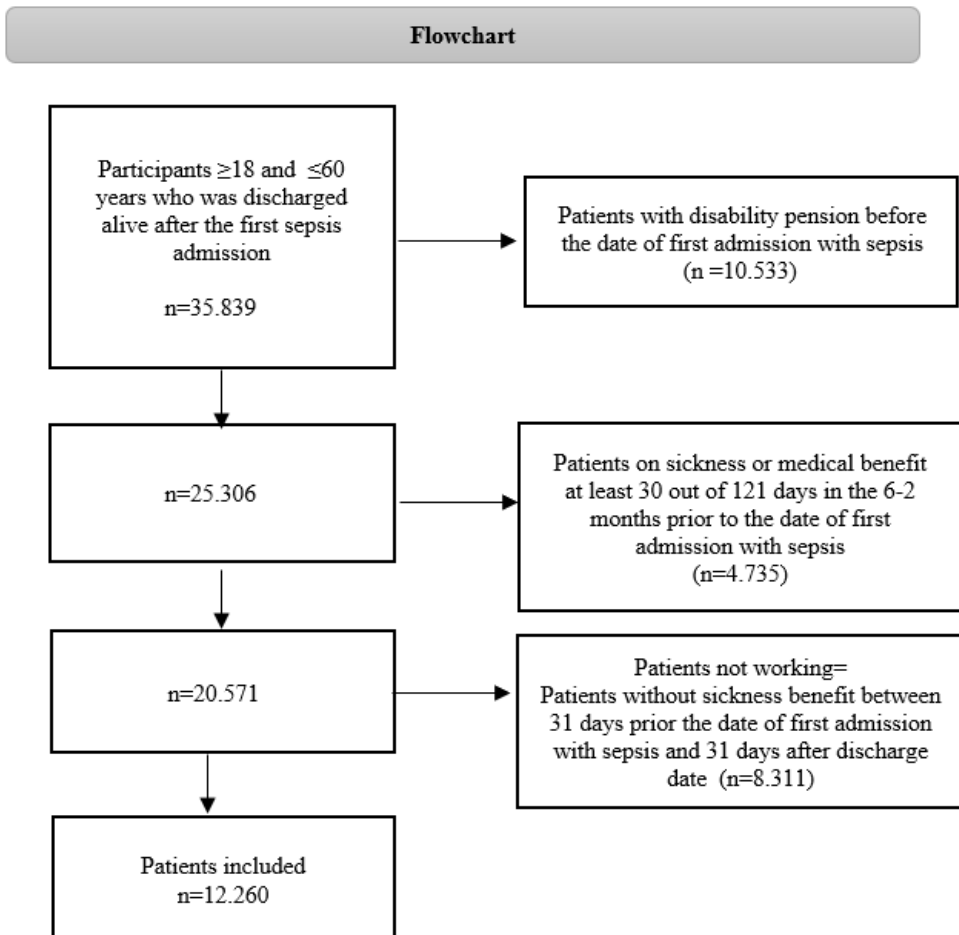 Flowchart
Participants ≥18 and ≤60
years who was discharged
alive after the first sepsis
admission
n=35.839
Patients with disability pension before
the date of first admission with sepsis
(n =10.533)
n=25.306
Patients on sickness or medical benefit
at least 30 out of 121 days in the 6-2
months prior to the date of first
admission with sepsis
(n=4.735)
n=20.571
Patients not working=
Patients without sickness benefit between
31 days prior the date of first admission
with sepsis and 31 days after discharge
date (n=8.311)
Patients included
n=12.260